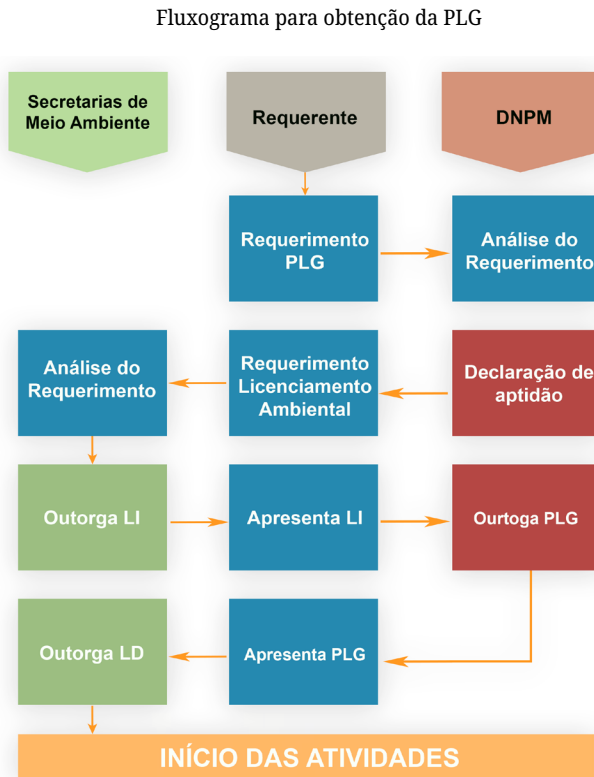 Fluxograma para obtenção da PLG
Secretarias de
Meio Ambiente
Requerente
DNPM
Requerimento
PLG
Análise do
Requerimento
Análise do
Requerimento
Requerimento
Licenciamento
Ambiental
Declaração de
aptidão
Outorga LI
Apresenta LI
Ourtoga PLG
Outorga LD
Apresenta PLG
INÍCIO DAS ATIVIDADES